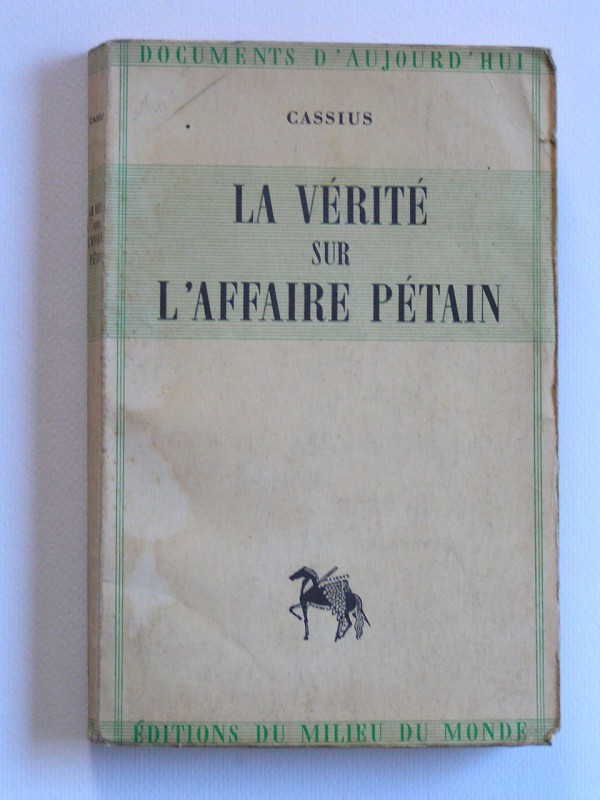 DOCUMENTS D'AUJOURD'HUI
CASSIUS
LA VÉRITÉ
SUR
L'AFFAIRE PÉTAIN
ÉDITIONS DU MILIEU DU MONDE